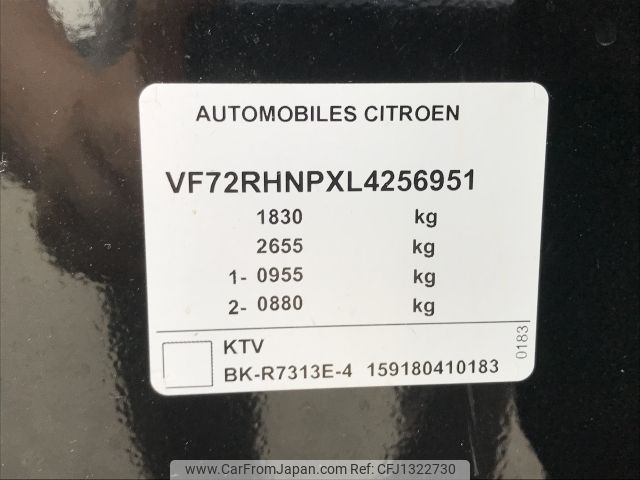 AUTOMOBILES CITROEN
VF72RHNPXL4256951
1830 kg
2655 kg
1- 0955 kg
2- 0880 kg
KTV
BK-R7313E-4 159180410183
0183
www.CarFromJapan.com | CFJ1322730